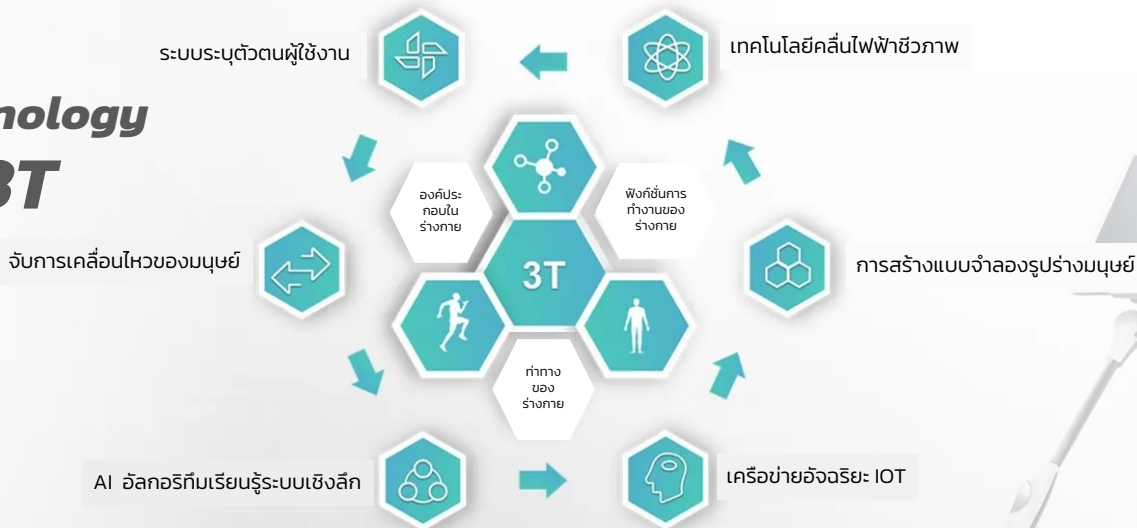 ระบบระบุตัวตนผู้ใช้งาน
เทคโนโลยีคลื่นไฟฟ้าชีวภาพ
nology
3T
องค์ประ
กอบใน
ร่างกาย
ฟังก์ชั่นการ
ทำงานของ
ร่างกาย
จับการเคลื่อนไหวของมนุษย์
3T
การสร้างแบบจำลองรูปร่างมนุษย์
ท่าทาง
ของ
ร่างกาย
AI อัลกอริทึมเรียนรู้ระบบเชิงลึก
เครือข่ายอัจฉริยะ IOT